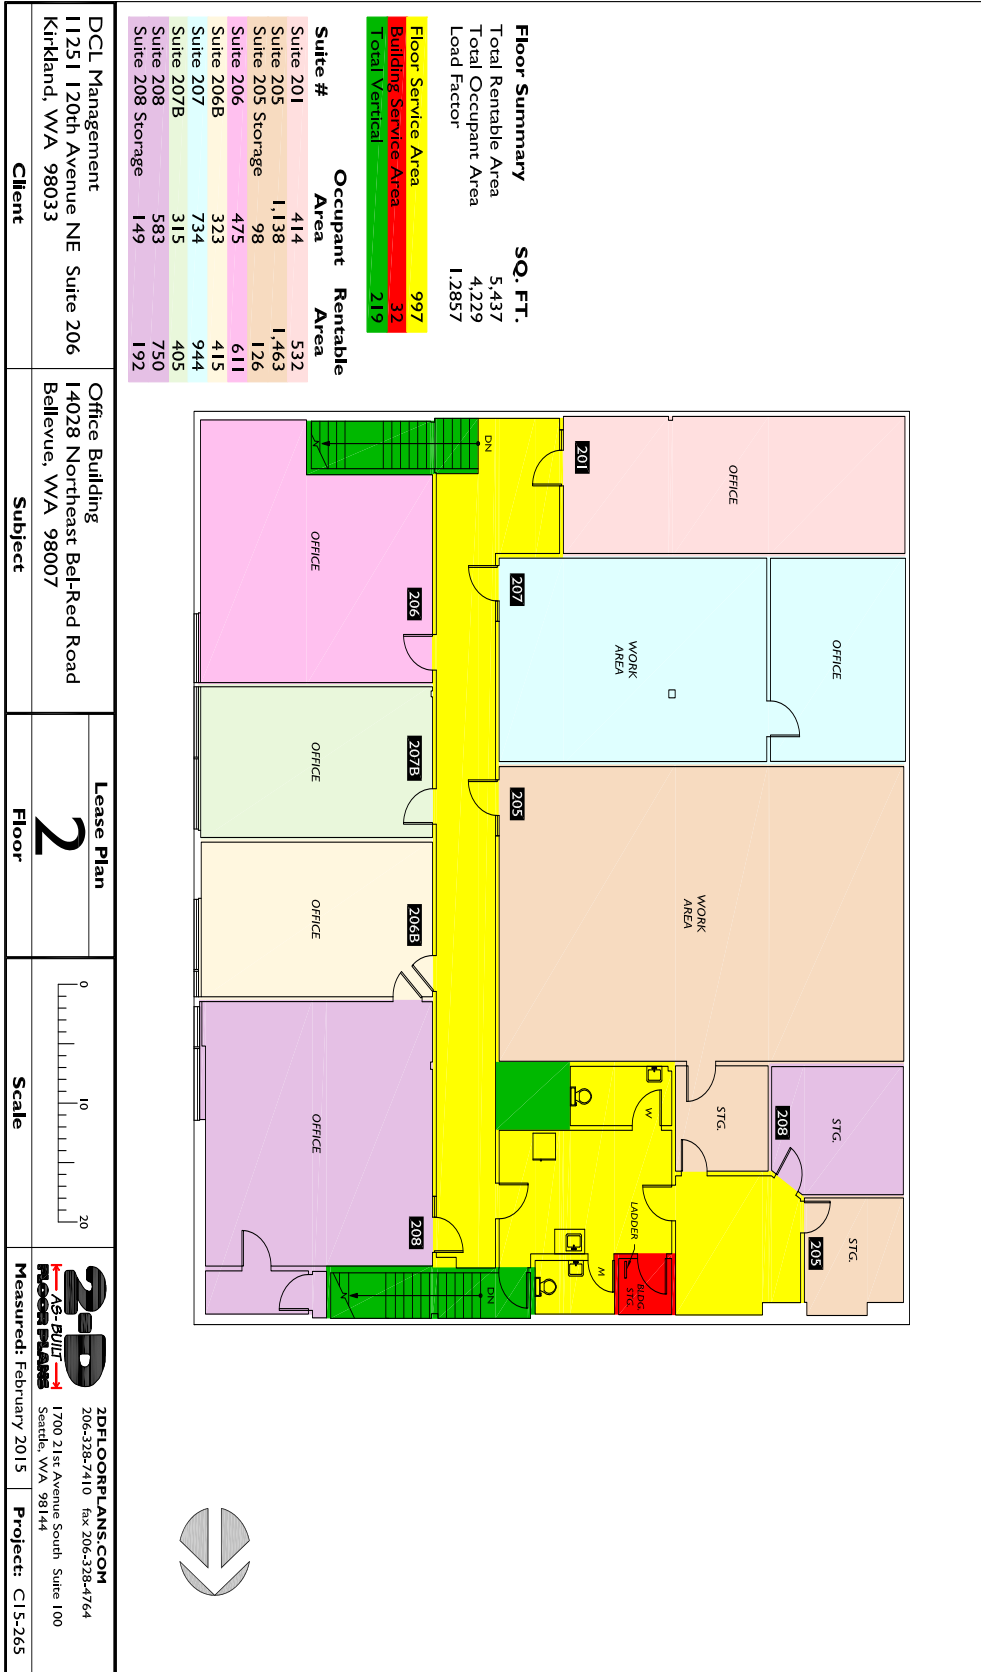 Floor Summary SQ. FT.
Total Rentable Area 5,437
Total Occupant Area 4,229
Load Factor 1.2857
Floor Service Area 997
Building Service Area 32
Total Vertical 219
Occupant Rentable
Suite # Area Area
Suite 201 414 532
Suite 205 1,138 1,463
Suite 205 Storage 98 126
Suite 206 475 611
Suite 206B 323 415
Suite 207 734 944
Suite 207B 315 405
Suite 208 583 750
Suite 208 Storage 149 192
OFFICE
201
DN
OFFICE
WORK
AREA
207
OFFICE
206
OFFICE
207B
WORK
AREA
205
OFFICE
206B
STG.
208
STG.
W
STG.
205
LADDER
BLDG
STG.
M
DN
OFFICE
208
DCL Management
11251 120th Avenue NE Suite 206
Kirkland, WA 98033
Client
Office Building
14028 Northeast Bel-Red Road
Bellevue, WA 98007
Subject
Lease Plan
2
Floor
0 10 20
Scale
2-D
AS-BUILT
FLOOR PLANS
2DFLOORPLANS.COM
206-328-7410 fax 206-328-4764
1700 21st Avenue South Suite 100
Seattle, WA 98144
Measured: February 2015
Project: C15-265